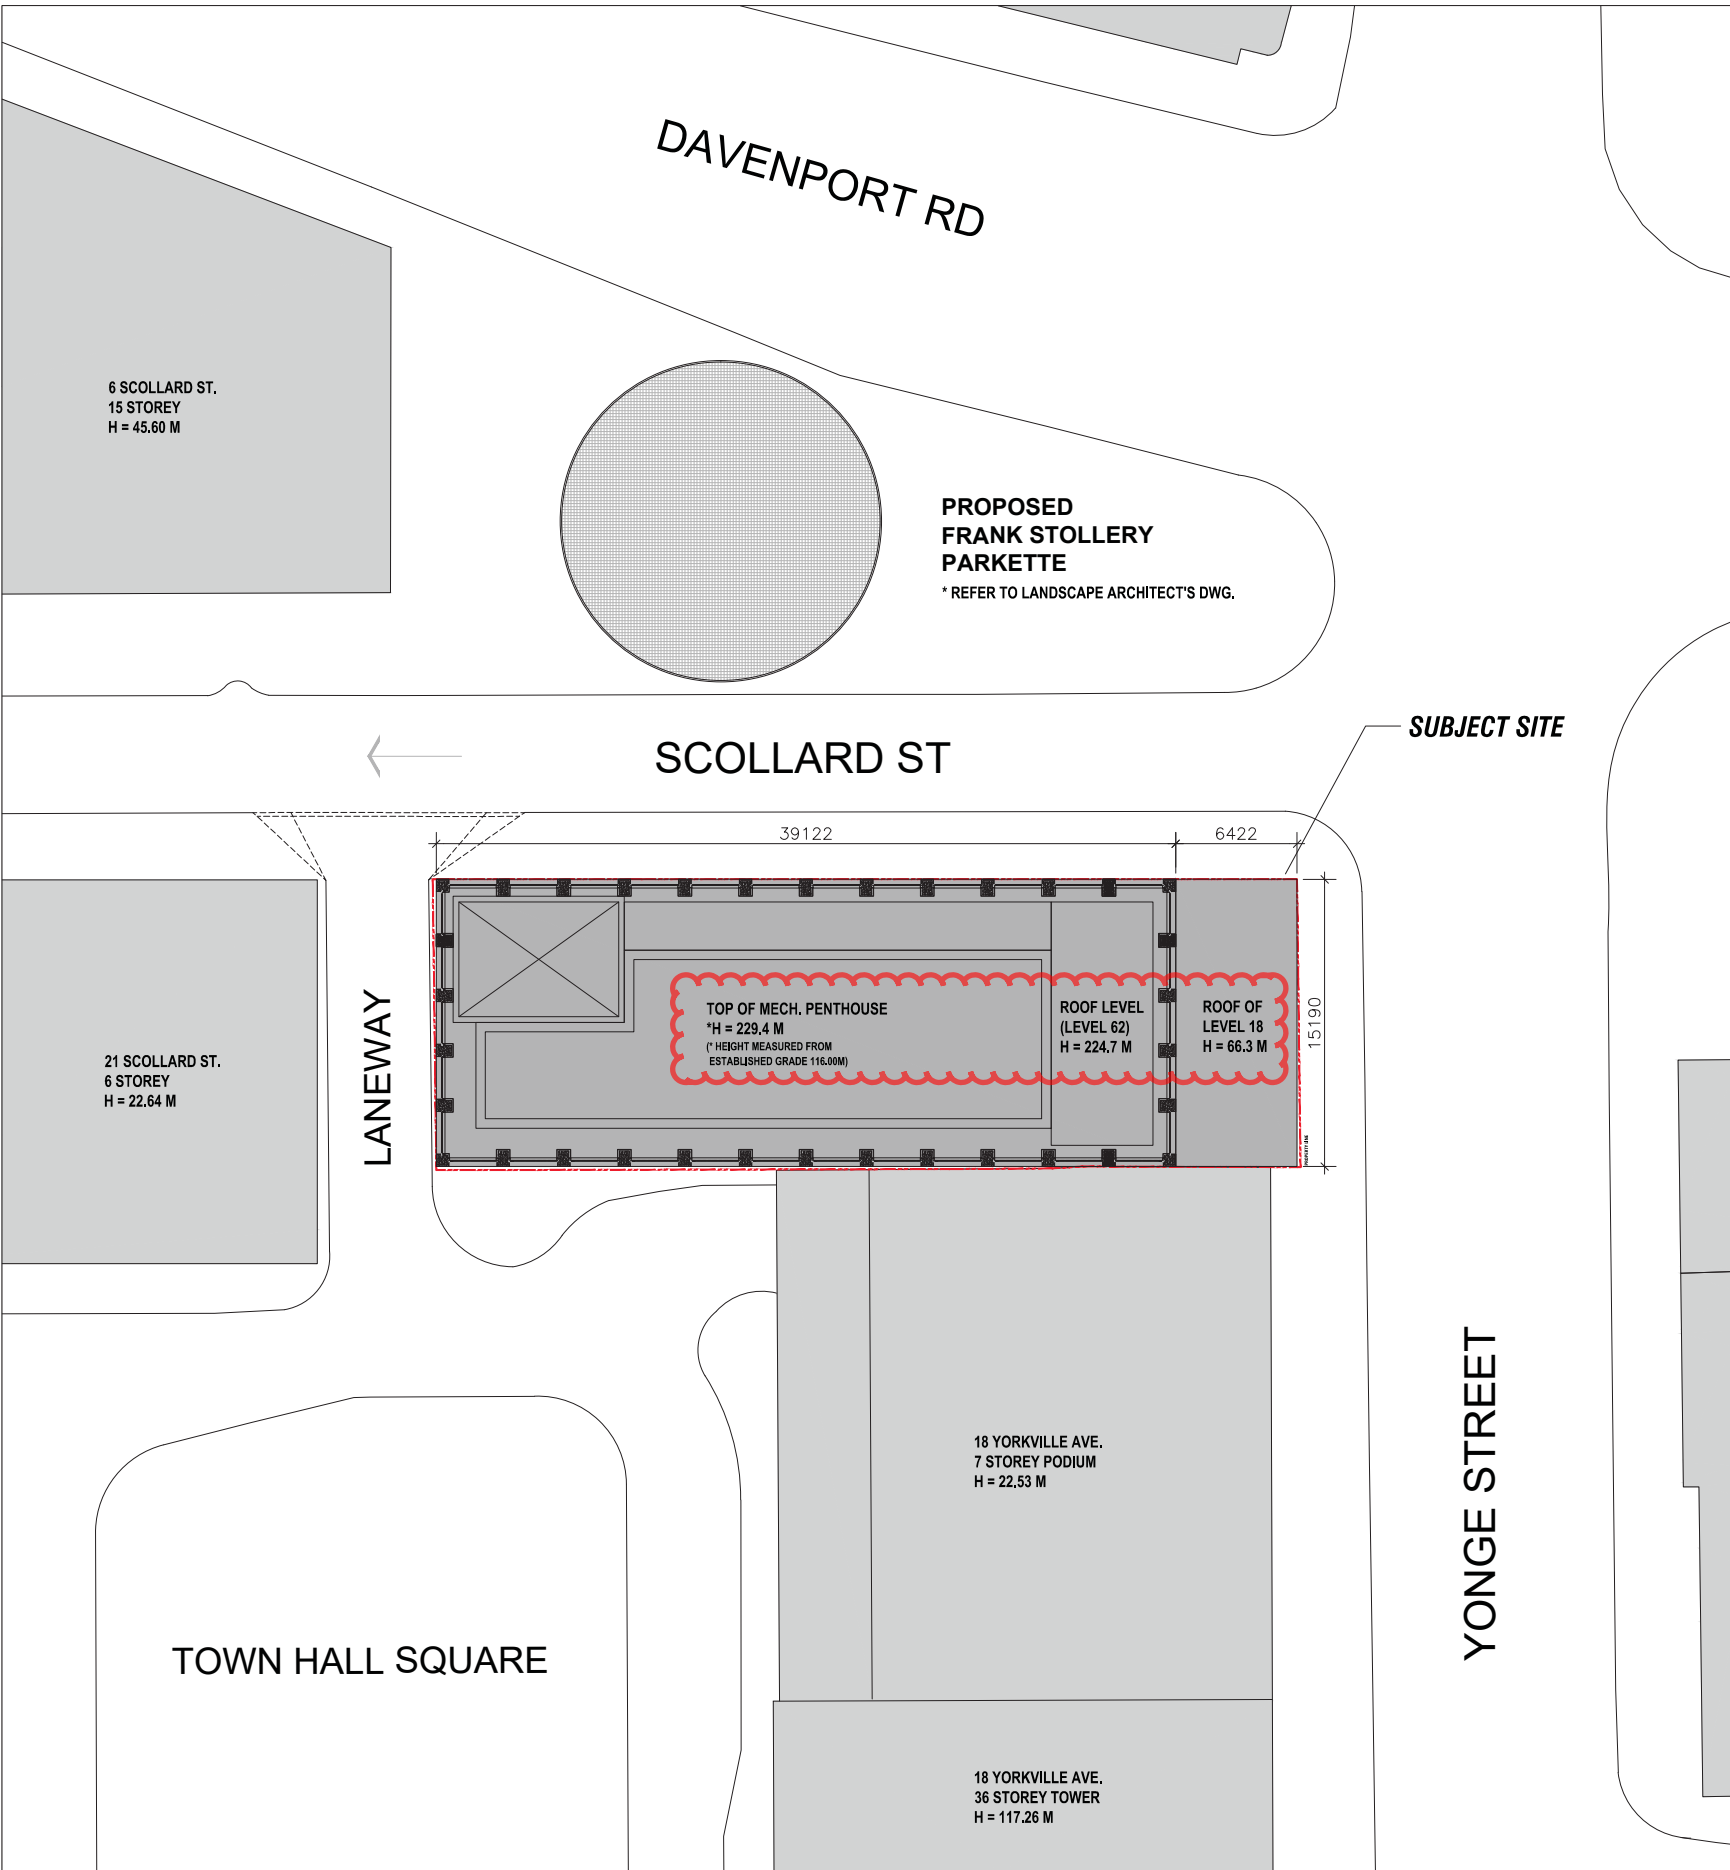 DAVENPORT RD
6 SCOLLARD ST.
15 STOREY
H = 45.60 M
PROPOSED
FRANK STOLLERY
PARKETTE
* REFER TO LANDSCAPE ARCHITECT'S DWG.
SUBJECT SITE
SCOLLARD ST
39122
6422
15190
TOP OF MECH. PENTHOUSE
*H = 229.4 M
(* HEIGHT MEASURED FROM
ESTABLISHED GRADE 116.00M)
ROOF LEVEL
(LEVEL 62)
H = 224.7 M
ROOF OF
LEVEL 18
H = 66.3 M
PROPERTY LINE
LANEWAY
21 SCOLLARD ST.
6 STOREY
H = 22.64 M
YONGE STREET
18 YORKVILLE AVE.
7 STOREY PODIUM
H = 22.53 M
TOWN HALL SQUARE
18 YORKVILLE AVE.
36 STOREY TOWER
H = 117.26 M